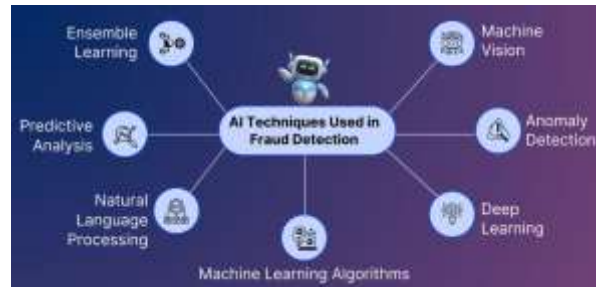 Ensemble
Learning
Machine
Vision
AI Techniques Used in
Fraud Detection
Predictive
Analysis
Anomaly
Detection
Natural
Language
Processing
Deep
Learning
Machine Learning Algorithms